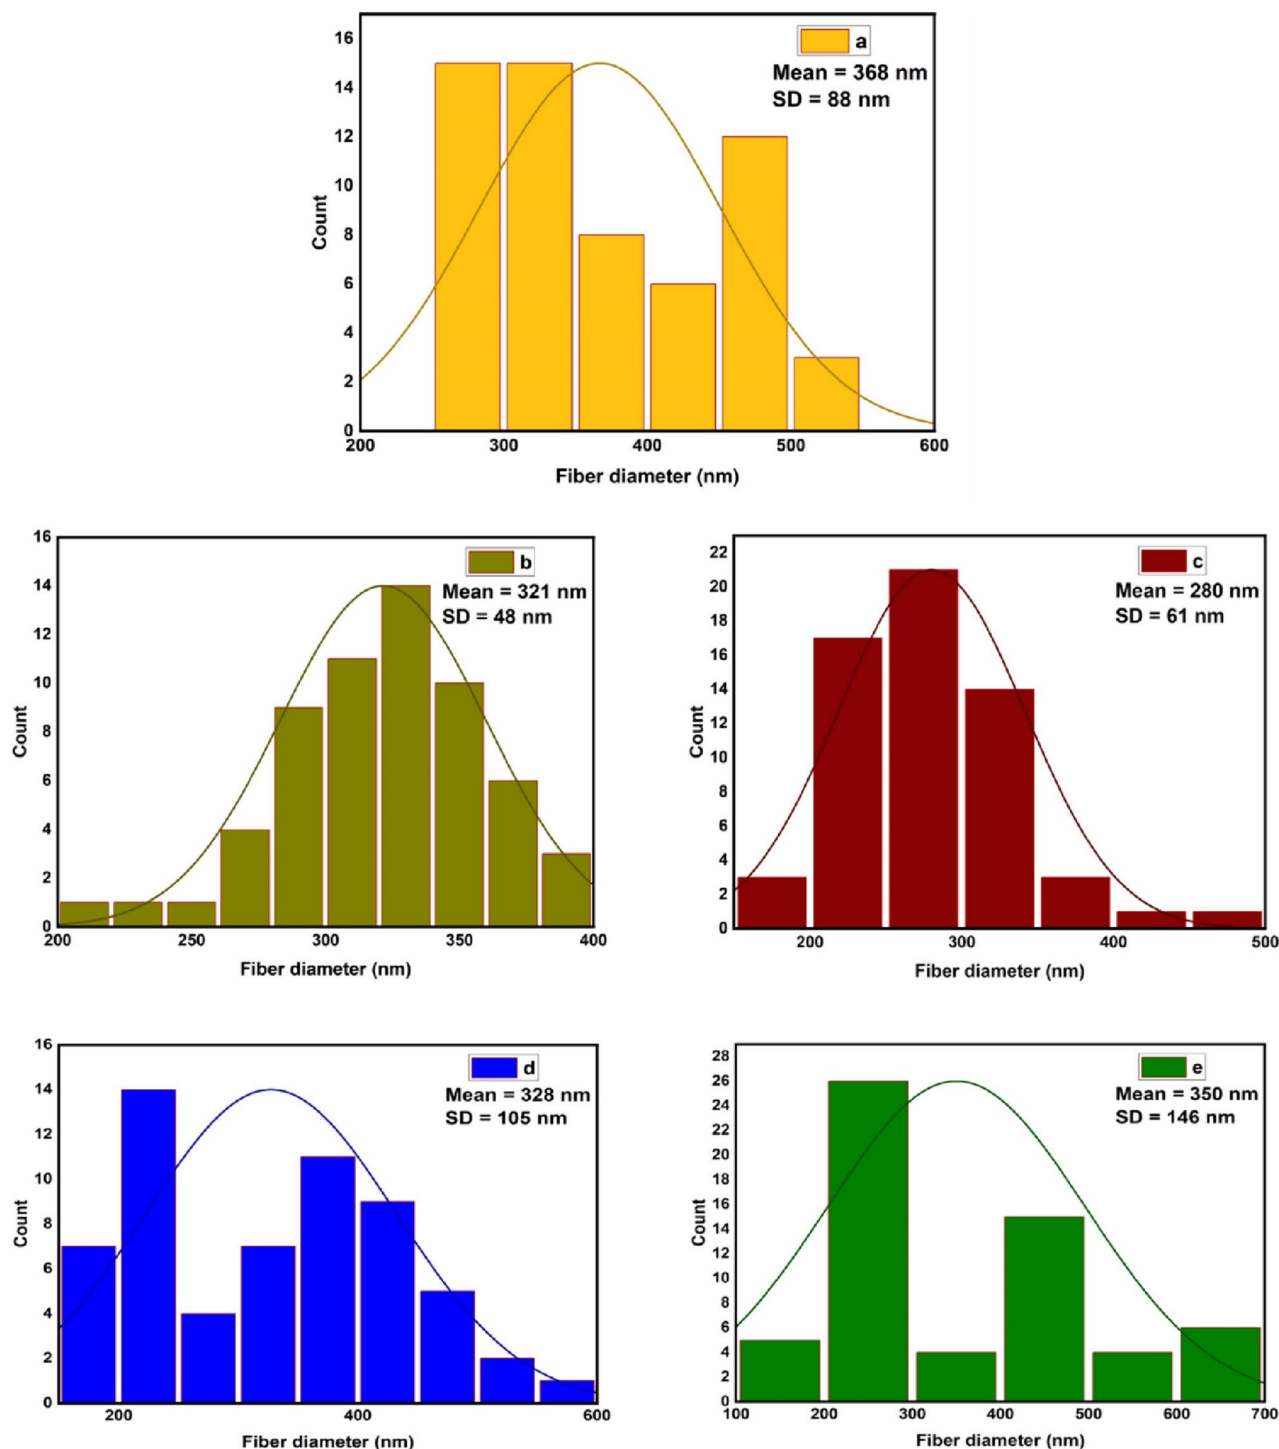 a
Mean = 368 nm
SD = 88 nm
16
14
12
10
8
6
4
2
0
Count
200 300 400 500 600
Fiber diameter (nm)
b
Mean = 321 nm
SD = 48 nm
16
14
12
10
8
6
4
2
0
Count
200 250 300 350 400
Fiber diameter (nm)
c
Mean = 280 nm
SD = 61 nm
22
20
18
16
14
12
10
8
6
4
2
0
Count
200 300 400 500
Fiber diameter (nm)
d
Mean = 328 nm
SD = 105 nm
16
14
12
10
8
6
4
2
0
Count
200 400 600
Fiber diameter (nm)
e
Mean = 350 nm
SD = 146 nm
28
26
24
22
20
18
16
14
12
10
8
6
4
2
0
Count
100 200 300 400 500 600 700
Fiber diameter (nm)